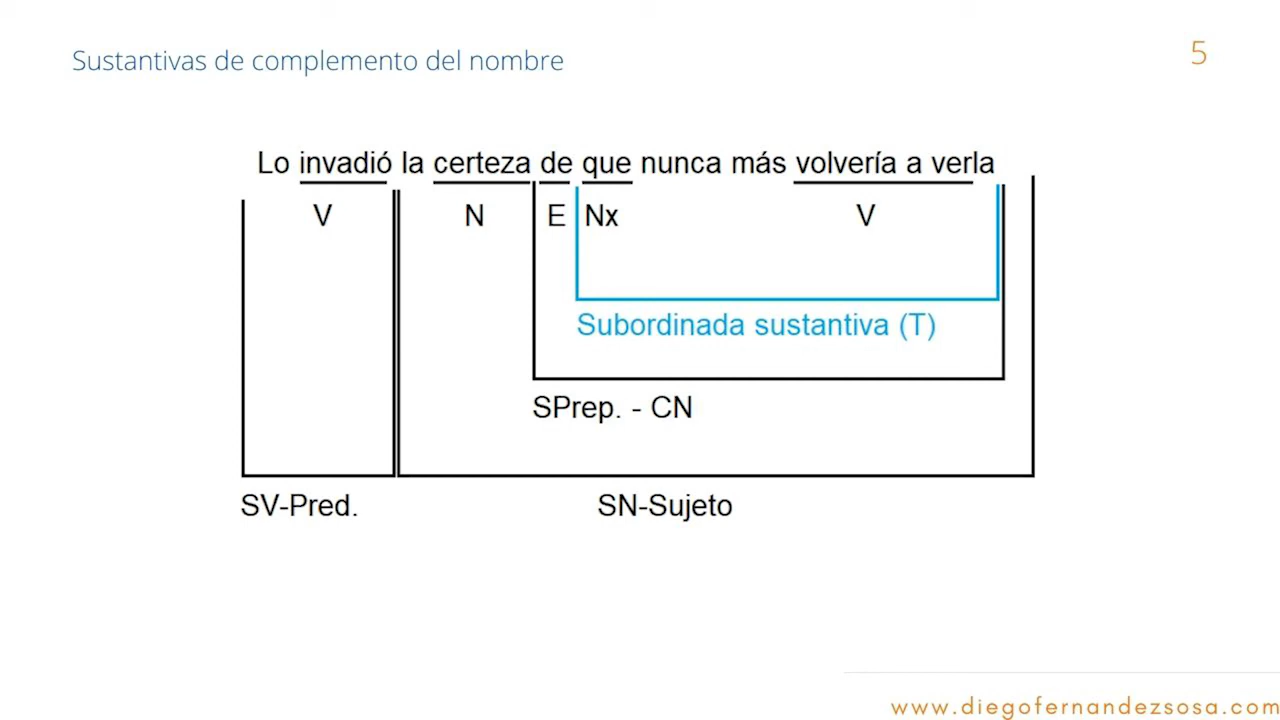 Sustantivas de complemento del nombre
5
Lo invadió la certeza de que nunca más volvería a verla
V N E Nx V
Subordinada sustantiva (T)
SPrep. - CN
SV-Pred. SN-Sujeto
www.diegofernandezsosa.com